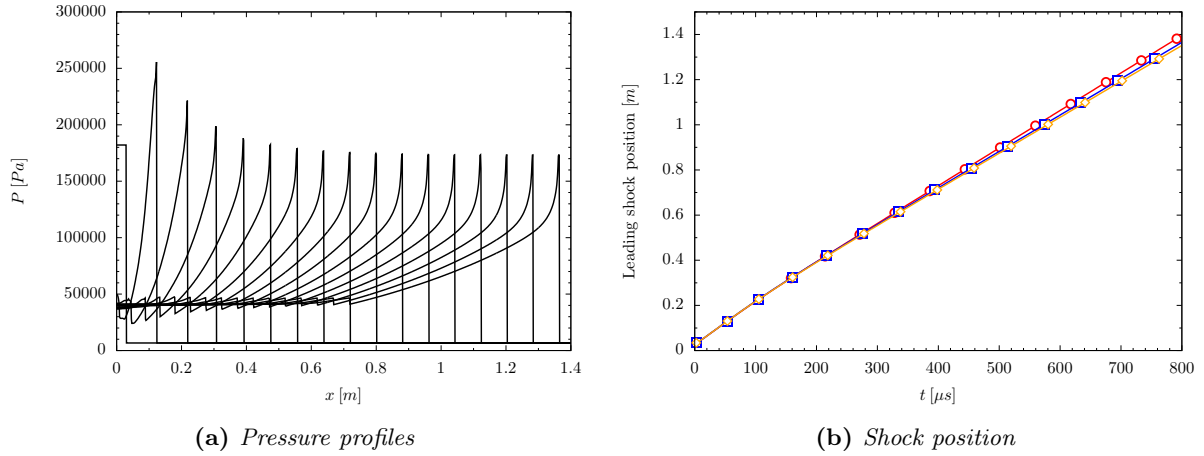 300000
250000
200000
150000
100000
50000
0
P [Pa]
0 0.2 0.4 0.6 0.8 1 1.2 1.4
x [m]
(a) Pressure profiles
1.4
1.2
1
0.8
0.6
0.4
0.2
0
Leading shock position [m]
0 100 200 300 400 500 600 700 800
t [μs]
(b) Shock position